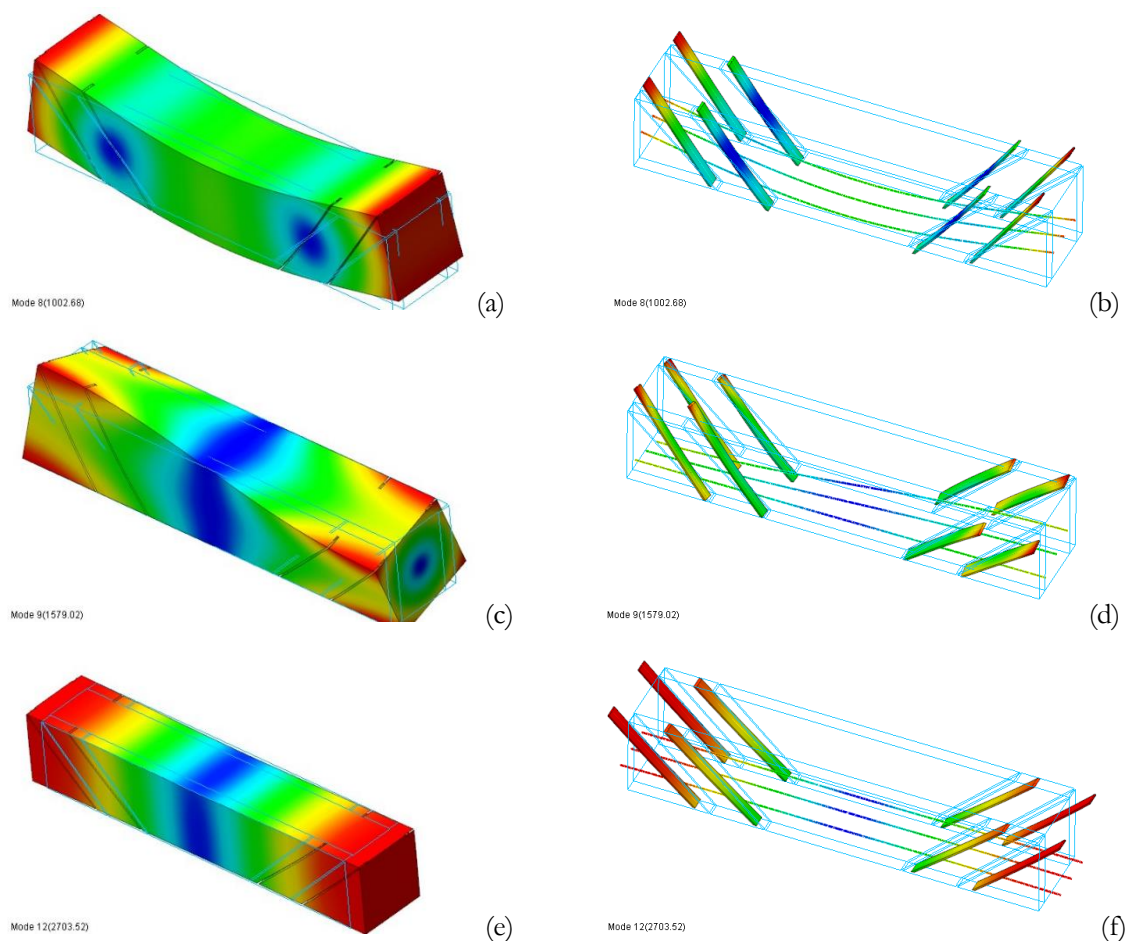 Mode 8(1002.68)
(a)
Mode 8(1002.68)
(b)
Mode 9(1579.02)
(c)
Mode 9(1579.02)
(d)
Mode 12(2703.52)
(e)
Mode 12(2703.52)
(f)